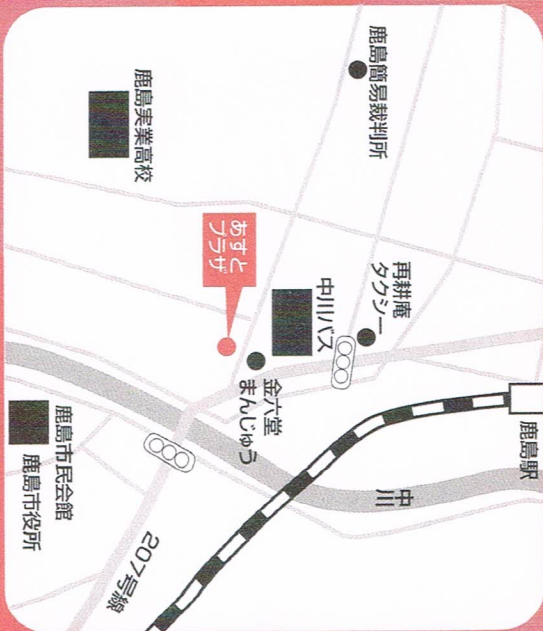 鹿島簡易裁判所
鹿島実業高校
再耕庵
タクシー
あすと
プラザ
中川バス
金六堂
まんじゅう
鹿島駅
中川
鹿島市民会館
鹿島市役所
207号線